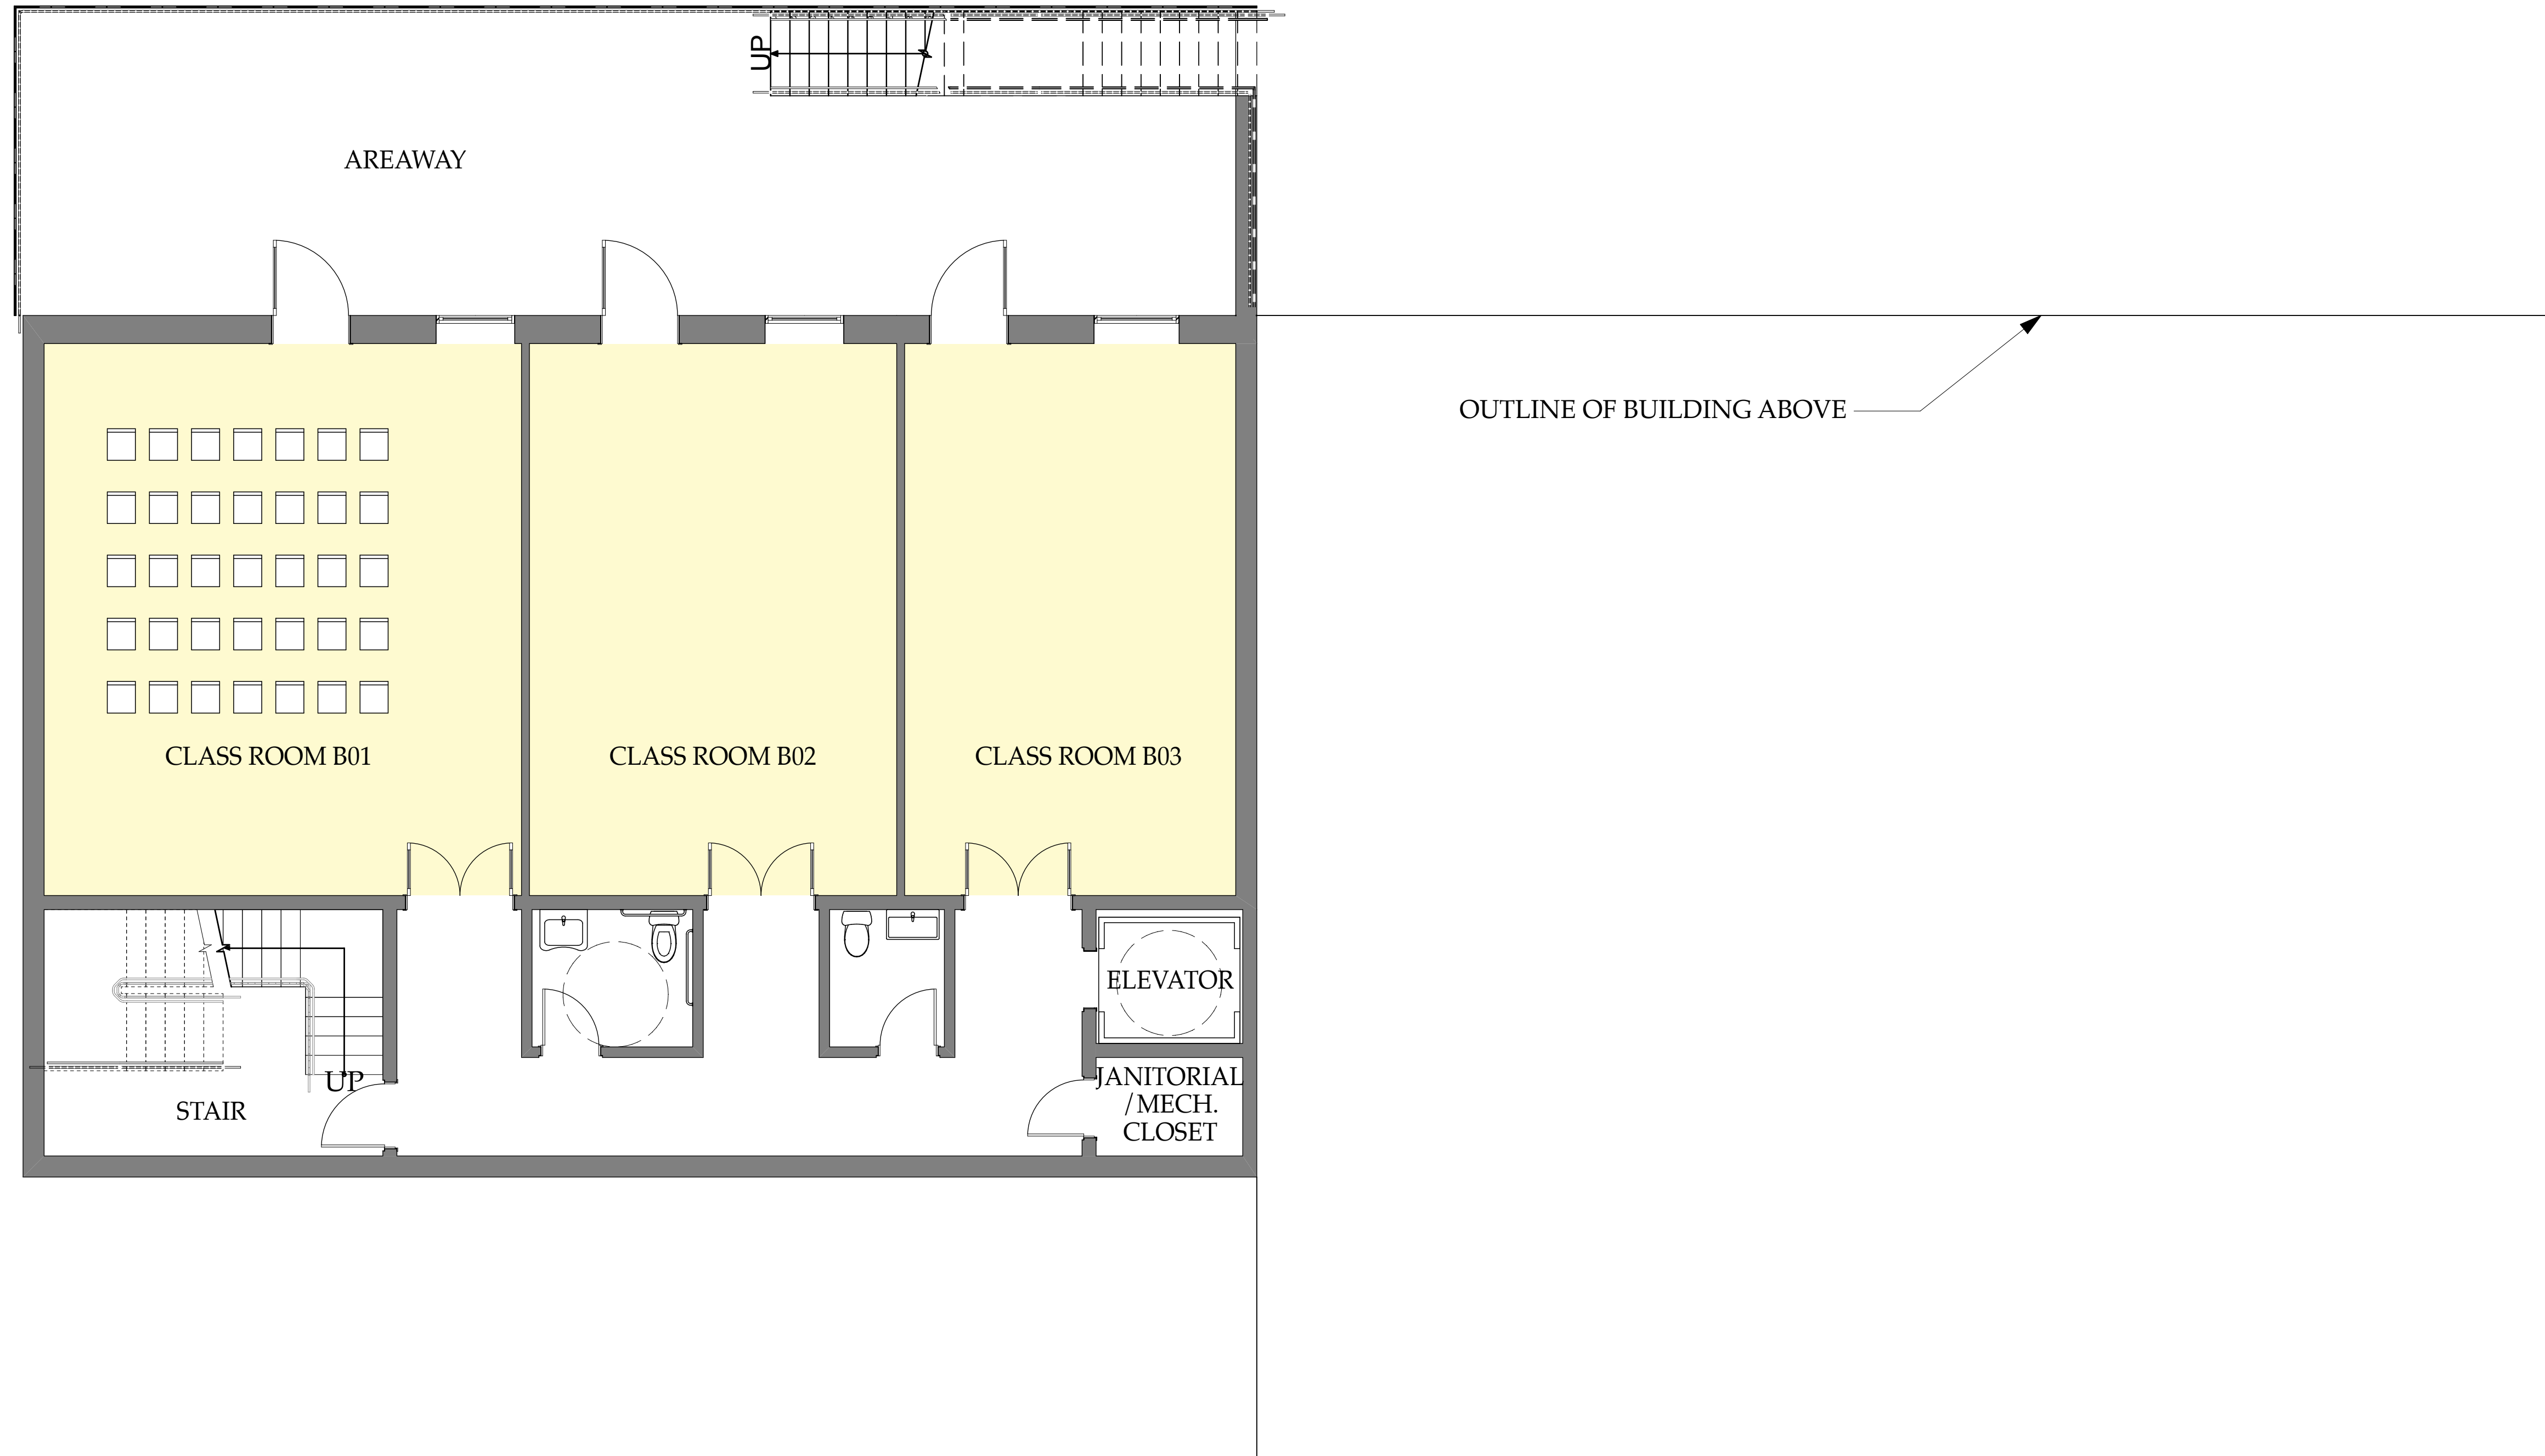 UP
AREAWAY
OUTLINE OF BUILDING ABOVE
CLASS ROOM B01
CLASS ROOM B02
CLASS ROOM B03
ELEVATOR
UP
STAIR
JANITORIAL
/MECH.
CLOSET